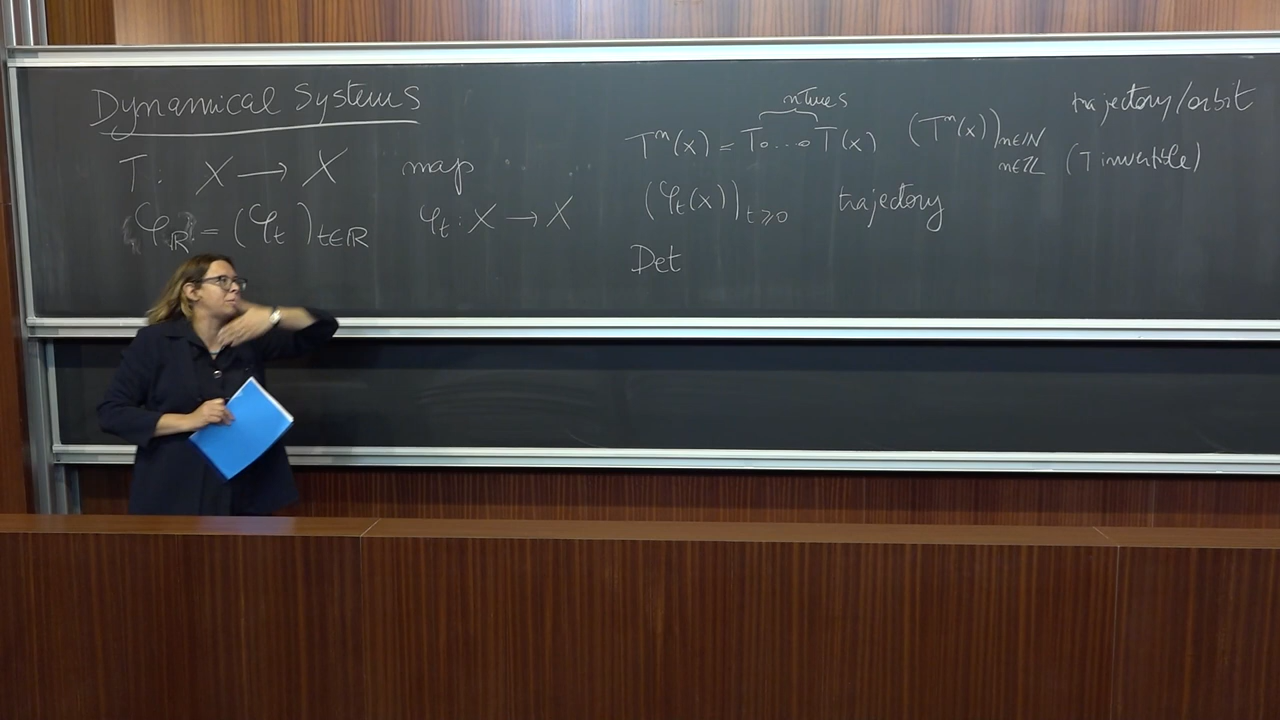 Dynamical Systems
T: X → X map
φ_ℝ = (φ_t)_{t∈ℝ} φ_t : X → X
n times
T^n(x) = T∘....∘T(x) (T^n(x))_{n∈ℕ} trajectory/orbit
n∈ℤ (T invertible)
(φ_t(x))_{t⩾0} trajectory
Det